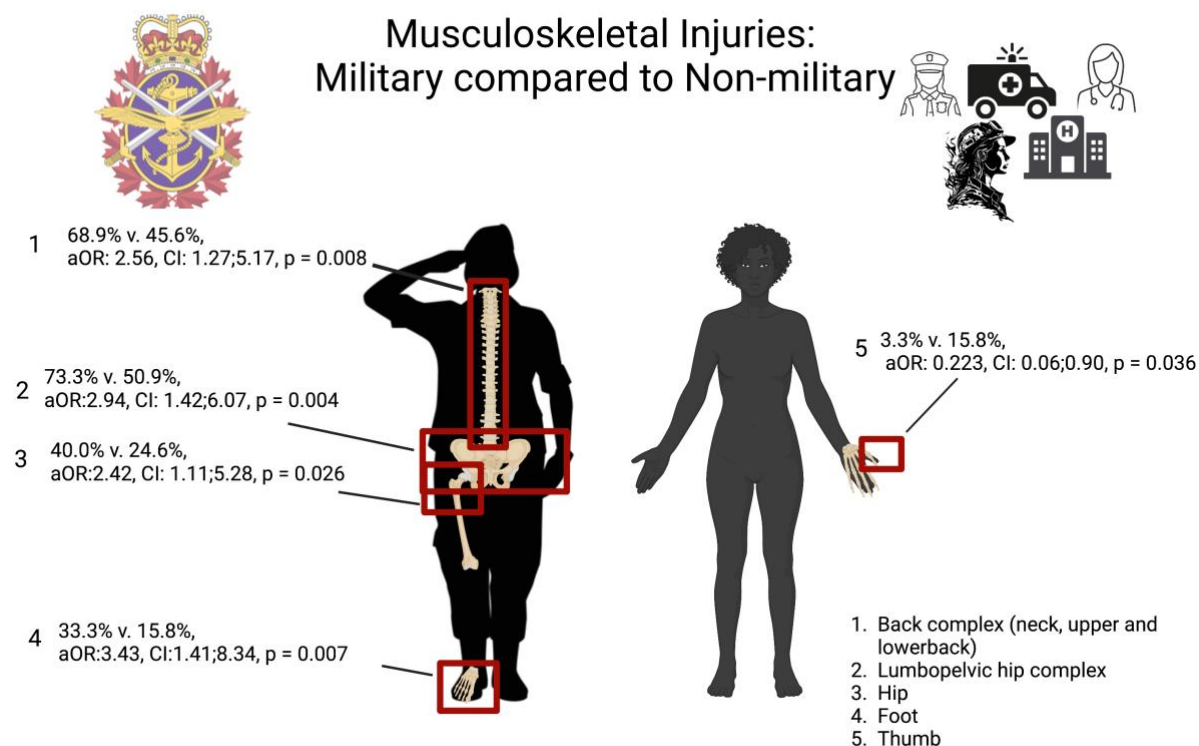 Musculoskeletal Injuries:
Military compared to Non-military
H
1 68.9% v. 45.6%,
aOR: 2.56, CI: 1.27;5.17, p = 0.008
2 73.3% v. 50.9%,
aOR:2.94, CI: 1.42;6.07, p = 0.004
3 40.0% v. 24.6%,
aOR:2.42, CI: 1.11;5.28, p = 0.026
4 33.3% v. 15.8%,
aOR:3.43, CI:1.41;8.34, p = 0.007
5 3.3% v. 15.8%,
aOR: 0.223, CI: 0.06;0.90, p = 0.036
1. Back complex (neck, upper and
lowerback)
2. Lumbopelvic hip complex
3. Hip
4. Foot
5. Thumb